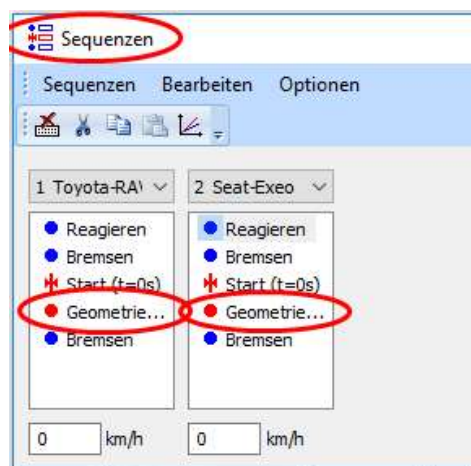 Sequenzen
Sequenzen Bearbeiten Optionen
1 Toyota-RA 2 Seat-Exeo
Reagieren Reagieren
Bremsen Bremsen
Start (t=0s) Start (t=0s)
Geometrie... Geometrie...
Bremsen Bremsen
0 km/h 0 km/h